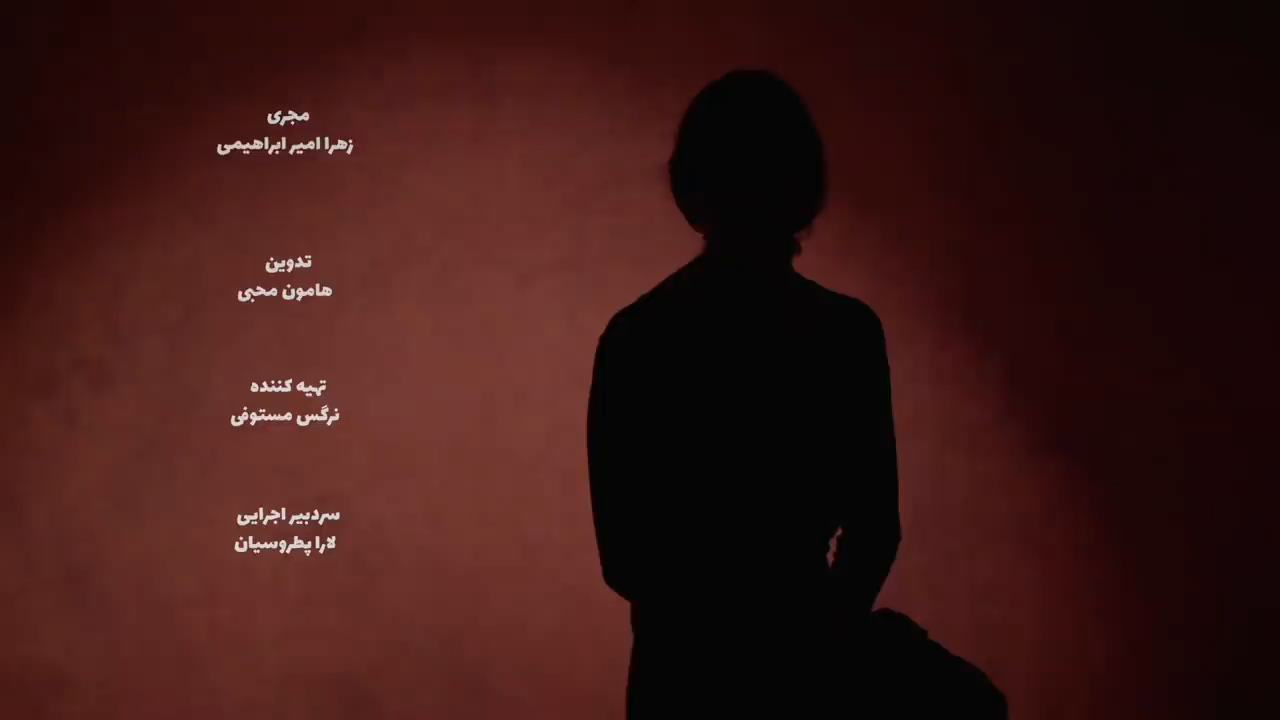 مجری
زهرا امیر ابراهیمی
تدوین
هامون محبی
تهیه کننده
نرگس مستوفی
سردبیر اجرایی
لارا پطروسیان